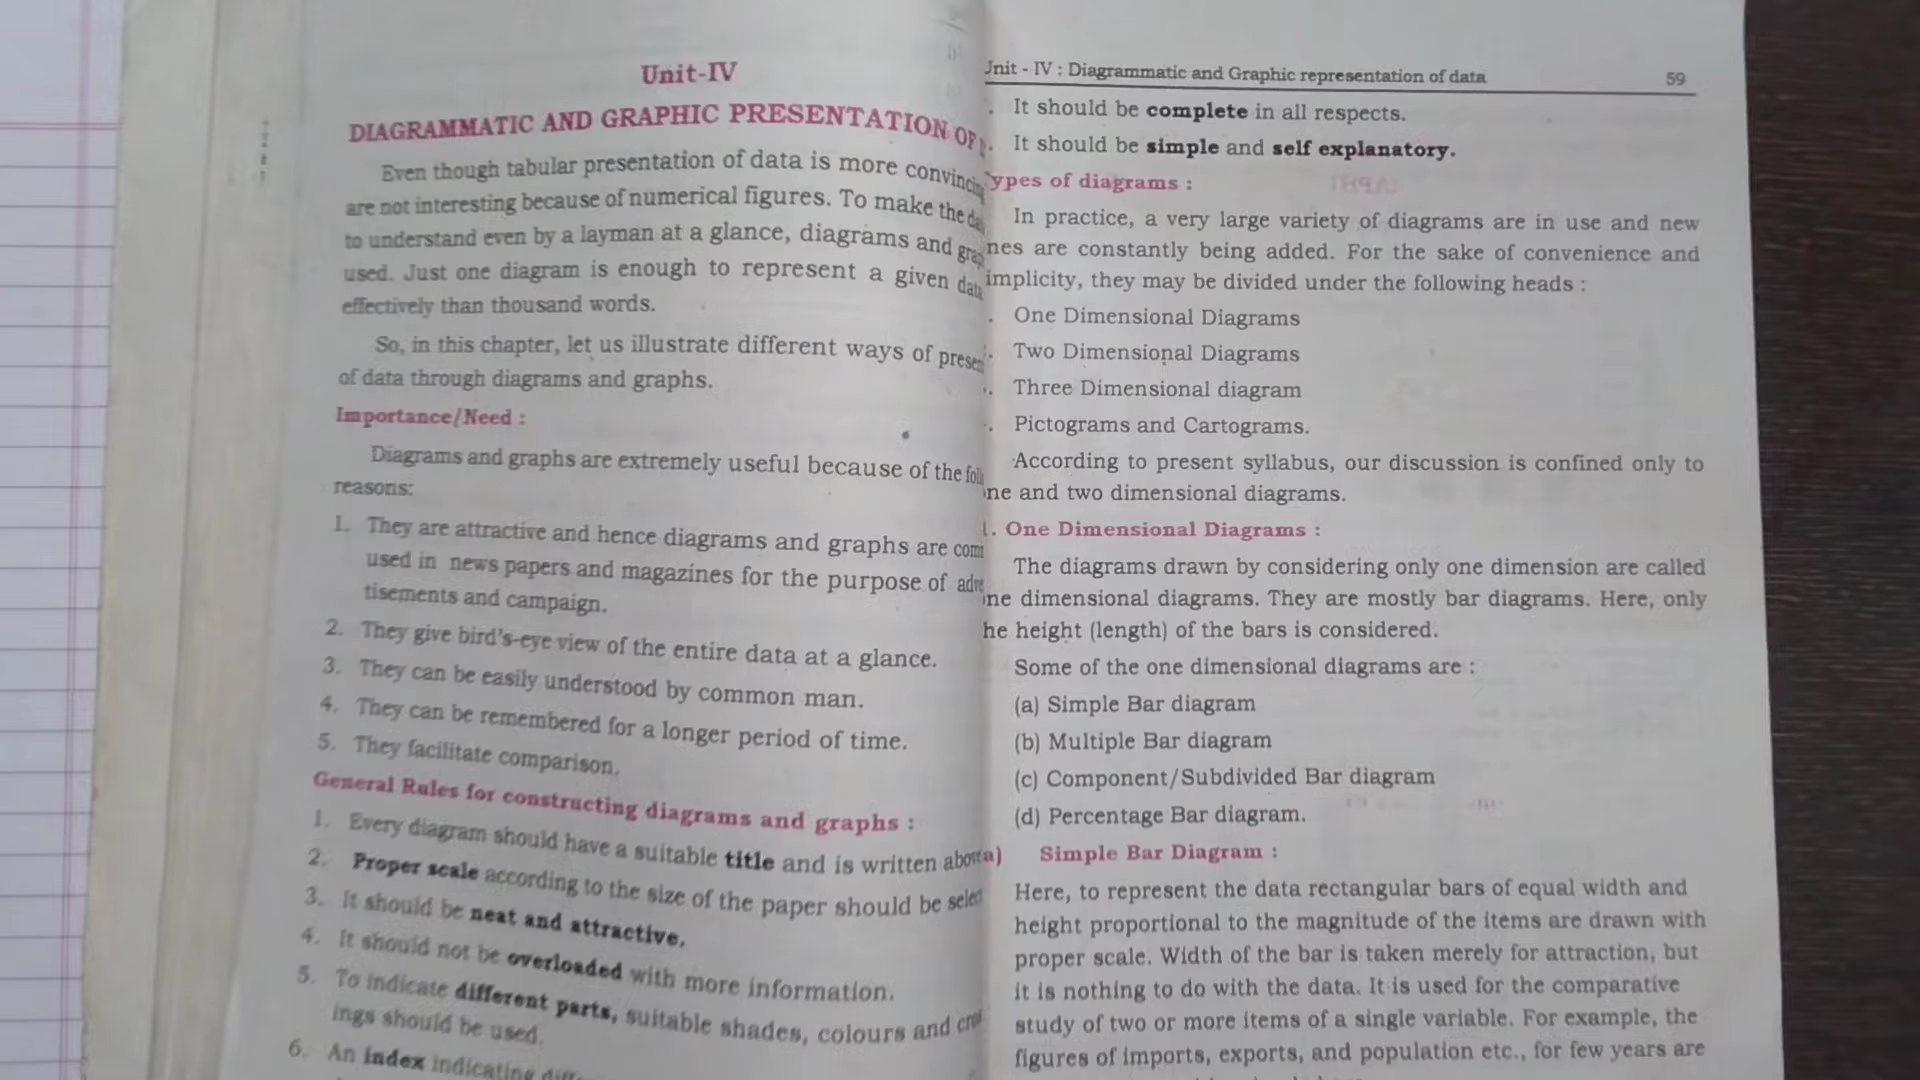 Unit-IV
DIAGRAMMATIC AND GRAPHIC PRESENTATION OF
Even though tabular presentation of data is more
are not interesting because of numerical figures. To make the
to understand even by a layman at a glance, diagrams and
used. Just one diagram is enough to represent a given
effectively than thousand words.
So, in this chapter, let us illustrate different ways of
of data through diagrams and graphs.
Importance/Need :
Diagrams and graphs are extremely useful because of the
reasons:
1. They are attractive and hence diagrams and graphs are
used in news papers and magazines for the purpose of
tisements and campaign.
2. They give bird's-eye view of the entire data at a glance.
3. They can be easily understood by common man.
4. They can be remembered for a longer period of time.
5. They facilitate comparison.
General Rules for constructing diagrams and graphs :
1. Every diagram should have a suitable title and is written
2. Proper scale according to the size of the paper should be
3. It should be neat and attractive.
4. It should not be overloaded with more information.
5. To indicate different parts, suitable shades, colours and
ings should be used.
6. An index indicating
Unit - IV : Diagrammatic and Graphic representation of data 59
It should be complete in all respects.
It should be simple and self explanatory.
ypes of diagrams :
In practice, a very large variety of diagrams are in use and new
nes are constantly being added. For the sake of convenience and
implicity, they may be divided under the following heads :
One Dimensional Diagrams
Two Dimensional Diagrams
Three Dimensional diagram
Pictograms and Cartograms.
According to present syllabus, our discussion is confined only to
ne and two dimensional diagrams.
1. One Dimensional Diagrams :
The diagrams drawn by considering only one dimension are called
ne dimensional diagrams. They are mostly bar diagrams. Here, only
he height (length) of the bars is considered.
Some of the one dimensional diagrams are :
(a) Simple Bar diagram
(b) Multiple Bar diagram
(c) Component/Subdivided Bar diagram
(d) Percentage Bar diagram.
a) Simple Bar Diagram :
Here, to represent the data rectangular bars of equal width and
height proportional to the magnitude of the items are drawn with
proper scale. Width of the bar is taken merely for attraction, but
it is nothing to do with the data. It is used for the comparative
study of two or more items of a single variable. For example, the
figures of imports, exports, and population etc., for few years are